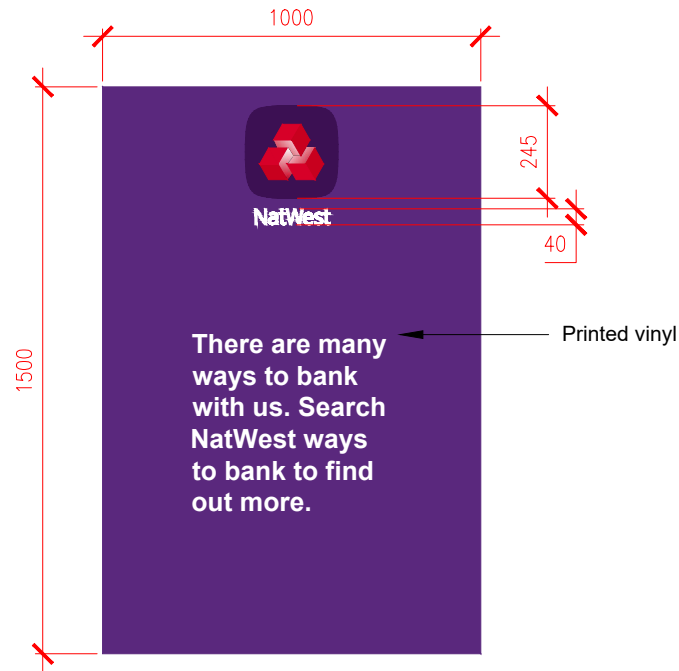 1000
245
NatWest
40
There are many
ways to bank
with us. Search
NatWest ways
to bank to find
out more.
Printed vinyl
1500